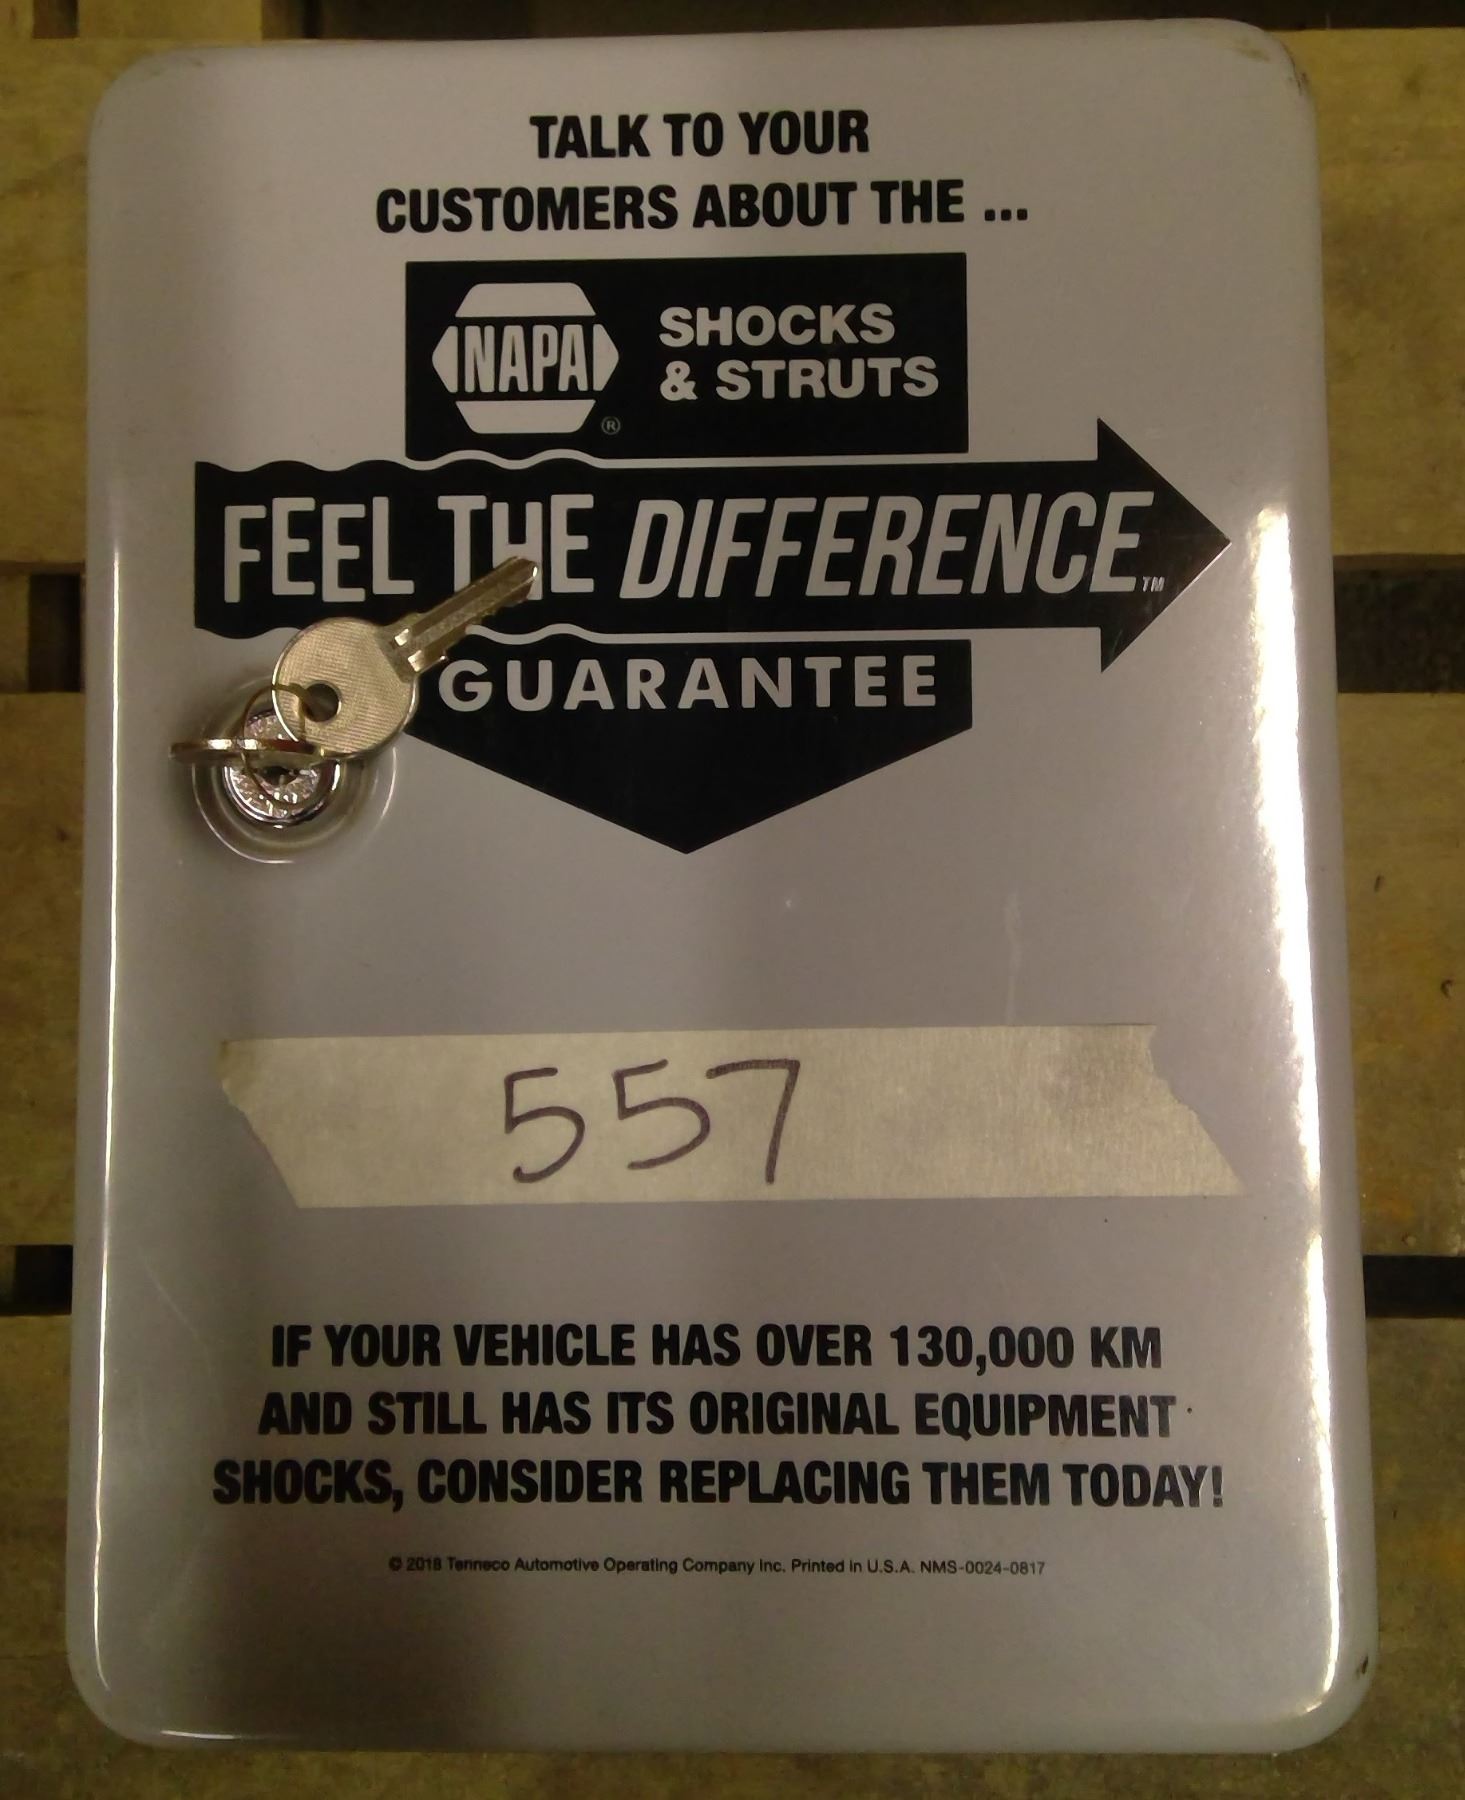 TALK TO YOUR
CUSTOMERS ABOUT THE ...
NAPA ®
SHOCKS
& STRUTS
FEEL THE DIFFERENCE™
GUARANTEE
557
IF YOUR VEHICLE HAS OVER 130,000 KM
AND STILL HAS ITS ORIGINAL EQUIPMENT
SHOCKS, CONSIDER REPLACING THEM TODAY!
© 2018 Tenneco Automotive Operating Company Inc. Printed in U.S.A. NMS-0024-0817